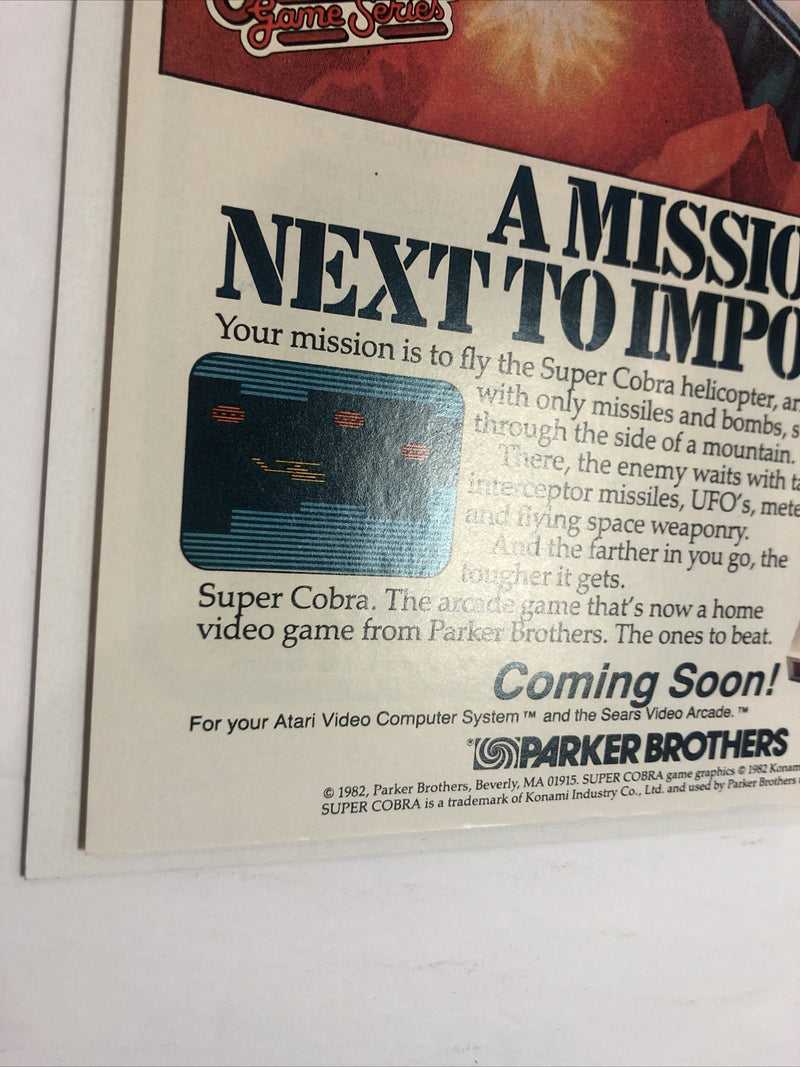 Game Series
A MISSIO
NEXT TO IMPO
Your mission is to fly the Super Cobra helicopter, ar
with only missiles and bombs, s
through the side of a mountain.
There, the enemy waits with ta
interceptor missiles, UFO's, mete
and flying space weaponry.
And the farther in you go, the
tougher it gets.
Super Cobra. The arcade game that's now a home
video game from Parker Brothers. The ones to beat.
Coming Soon!
For your Atari Video Computer System™ and the Sears Video Arcade.™
®PARKER BROTHERS
© 1982, Parker Brothers, Beverly, MA 01915. SUPER COBRA game graphics © 1982 Konam
SUPER COBRA is a trademark of Konami Industry Co., Ltd. and used by Parker Brothers